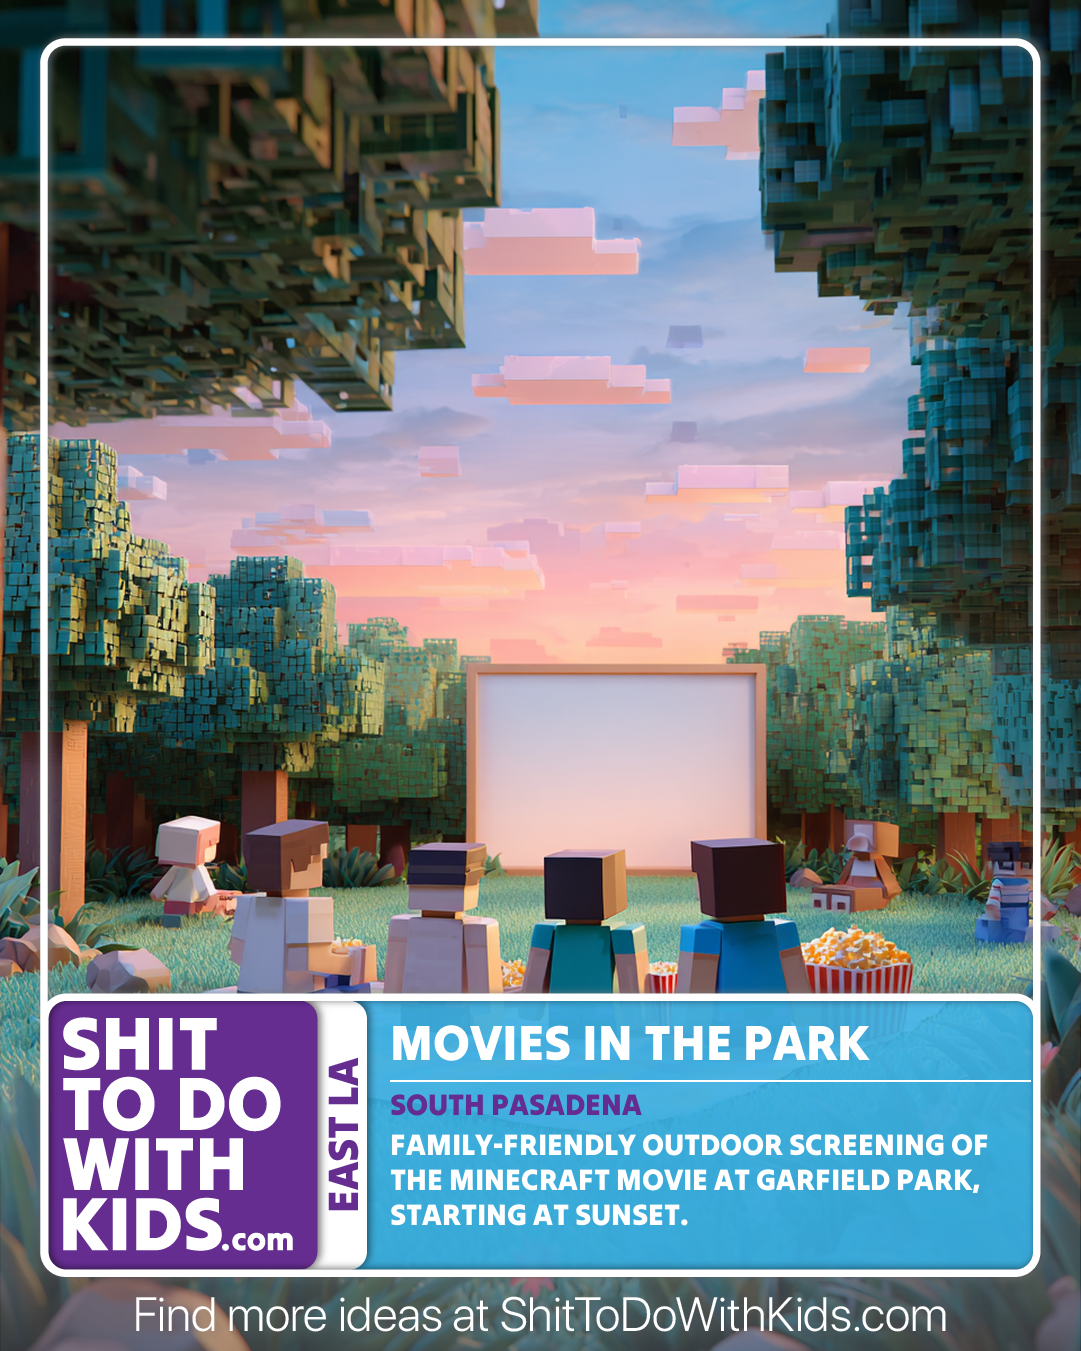 SHIT
TO DO
WITH
KIDS.com
EAST LA
MOVIES IN THE PARK
SOUTH PASADENA
FAMILY-FRIENDLY OUTDOOR SCREENING OF
THE MINECRAFT MOVIE AT GARFIELD PARK,
STARTING AT SUNSET.
Find more ideas at ShitToDoWithKids.com